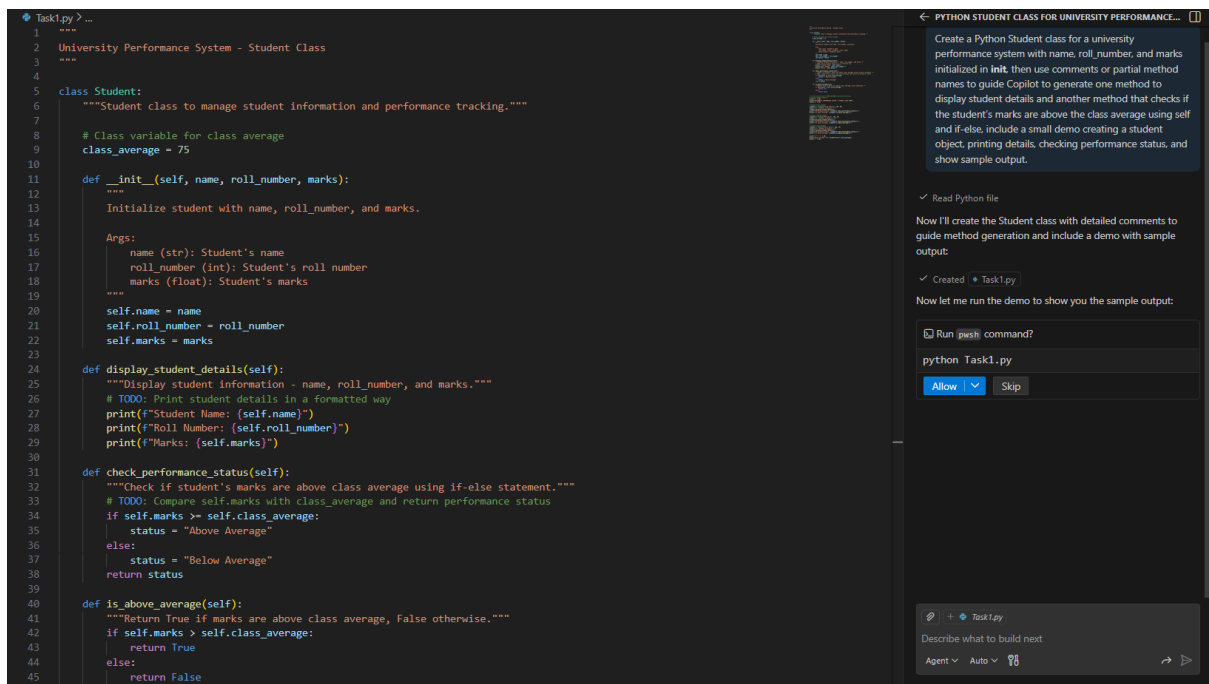 Task1.py > ...
1 """
2 University Performance System - Student Class
3 """
4
5 class Student:
6 """Student class to manage student information and performance tracking."""
7
8 # Class variable for class average
9 class_average = 75
10
11 def __init__(self, name, roll_number, marks):
12 """
13 Initialize student with name, roll_number, and marks.
14
15 Args:
16 name (str): Student's name
17 roll_number (int): Student's roll number
18 marks (float): Student's marks
19 """
20 self.name = name
21 self.roll_number = roll_number
22 self.marks = marks
23
24 def display_student_details(self):
25 """Display student information - name, roll_number, and marks."""
26 # TODO: Print student details in a formatted way
27 print(f"Student Name: {self.name}")
28 print(f"Roll Number: {self.roll_number}")
29 print(f"Marks: {self.marks}")
30
31 def check_performance_status(self):
32 """Check if student's marks are above class average using if-else statement."""
33 # TODO: Compare self.marks with class_average and return performance status
34 if self.marks >= self.class_average:
35 status = "Above Average"
36 else:
37 status = "Below Average"
38 return status
39
40 def is_above_average(self):
41 """Return True if marks are above class average, False otherwise."""
42 if self.marks > self.class_average:
43 return True
44 else:
45 return False
PYTHON STUDENT CLASS FOR UNIVERSITY PERFORMANCE...
Create a Python Student class for a university
performance system with name, roll_number, and marks
initialized in init, then use comments or partial method
names to guide Copilot to generate one method to
display student details and another method that checks if
the student's marks are above the class average using self
and if-else, include a small demo creating a student
object, printing details, checking performance status, and
show sample output.
Read Python file
Now I'll create the Student class with detailed comments to
guide method generation and include a demo with sample
output:
Created Task1.py
Now let me run the demo to show you the sample output:
Run pwsh command?
python Task1.py
Allow Skip
+ Task1.py
Describe what to build next
Agent Auto